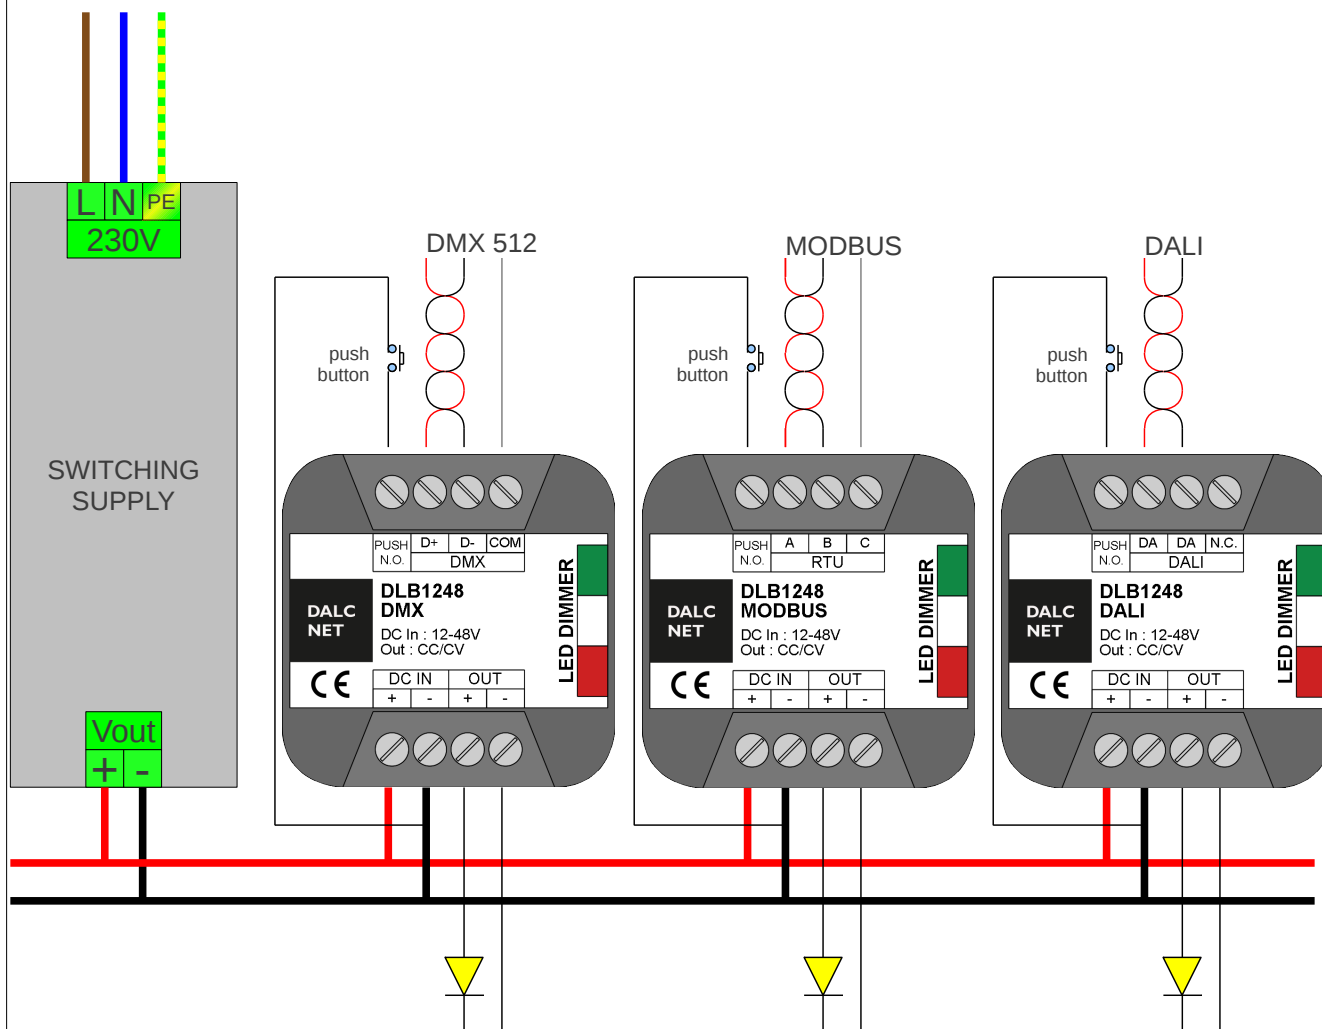 L N PE
230V
SWITCHING
SUPPLY
Vout
+ -
DMX 512
push
button
PUSH
N.O.
D+ D- COM
DMX
DLB1248
DMX
DC In : 12-48V
Out : CC/CV
DALC
NET
CE
LED DIMMER
DC IN OUT
+ - + -
MODBUS
push
button
PUSH
N.O.
A B C
RTU
DLB1248
MODBUS
DC In : 12-48V
Out : CC/CV
DALC
NET
CE
LED DIMMER
DC IN OUT
+ - + -
DALI
push
button
PUSH
N.O.
DA DA N.C.
DALI
DLB1248
DALI
DC In : 12-48V
Out : CC/CV
DALC
NET
CE
LED DIMMER
DC IN OUT
+ - + -